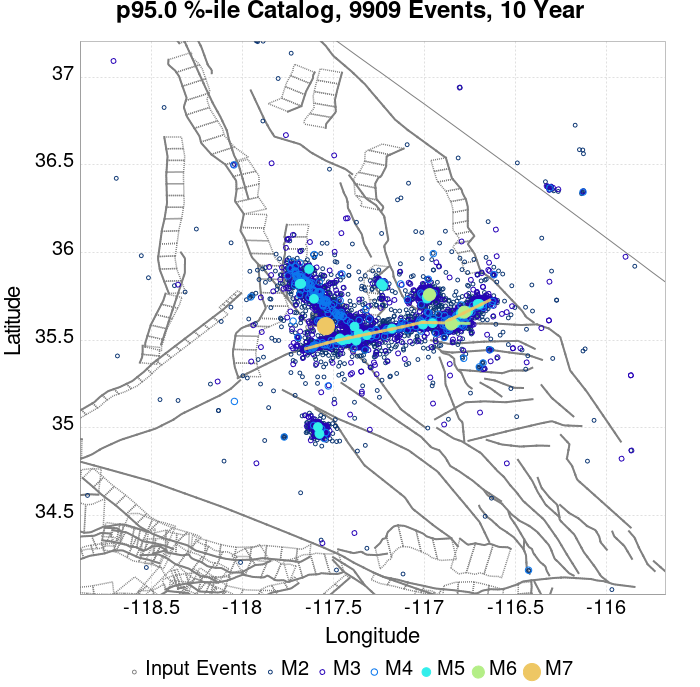 p95.0 %-ile Catalog, 9909 Events, 10 Year
37
36.5
36
35.5
35
34.5
Latitude
-118.5 -118 -117.5 -117 -116.5 -116
Longitude
Input Events M2 M3 M4 M5 M6 M7